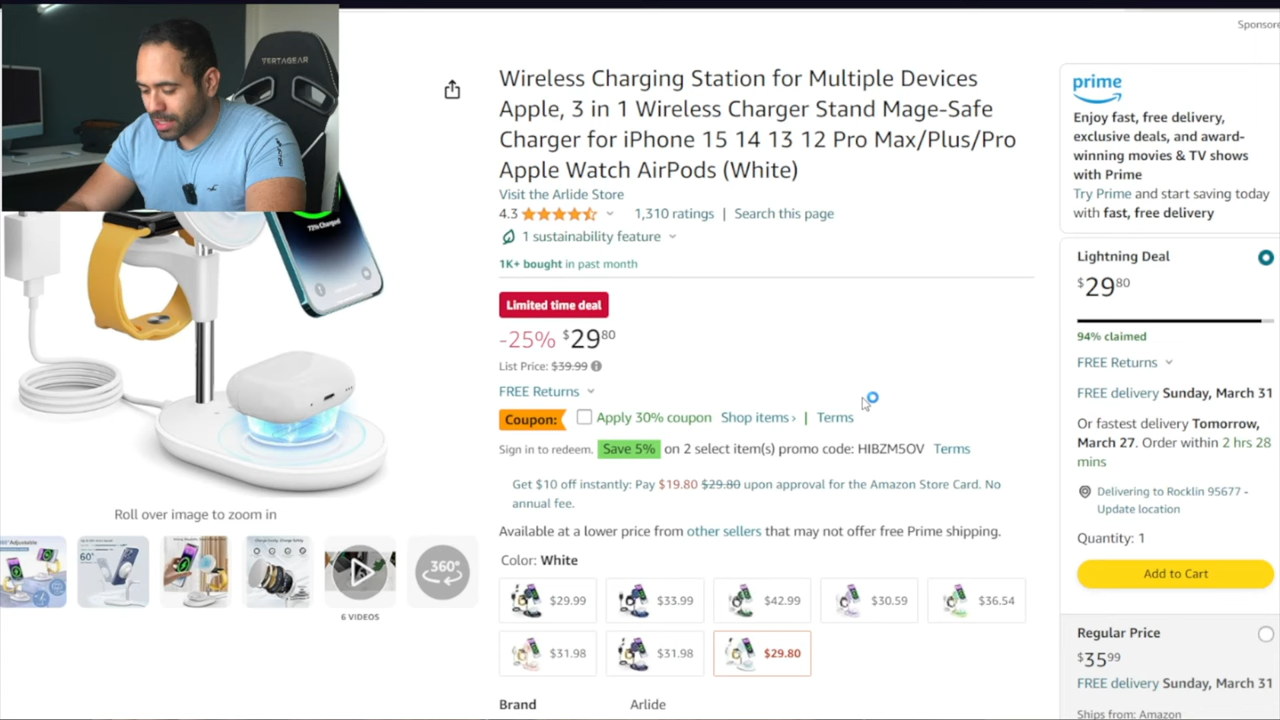 TERTAGEAR
Sponsore
Wireless Charging Station for Multiple Devices
Apple, 3 in 1 Wireless Charger Stand Mage-Safe
Charger for iPhone 15 14 13 12 Pro Max/Plus/Pro
Apple Watch AirPods (White)
Visit the Arlide Store
4.3
1,310 ratings | Search this page
1 sustainability feature
1K+ bought in past month
Limited time deal
-25% $29 80
List Price: $39.99
FREE Returns
Coupon: Apply 30% coupon Shop items › | Terms
Sign in to redeem. Save 5% on 2 select item(s) promo code: HIBZM5OV Terms
Get $10 off instantly: Pay $19.80 $29.80 upon approval for the Amazon Store Card. No
annual fee.
Available at a lower price from other sellers that may not offer free Prime shipping.
Color: White
$29.99
$33.99
$42.99
$30.59
$36.54
$31.98
$31.98
$29.80
Brand Arlide
Roll over image to zoom in
60°
360°
6 VIDEOS
prime
Enjoy fast, free delivery,
exclusive deals, and award-
winning movies & TV shows
with Prime
Try Prime and start saving today
with fast, free delivery
Lightning Deal
$29 80
94% claimed
FREE Returns
FREE delivery Sunday, March 31
Or fastest delivery Tomorrow,
March 27. Order within 2 hrs 28
mins
Delivering to Rocklin 95677 -
Update location
Quantity: 1
Add to Cart
Regular Price
$35 99
FREE delivery Sunday, March 31
Ships from: Amazon